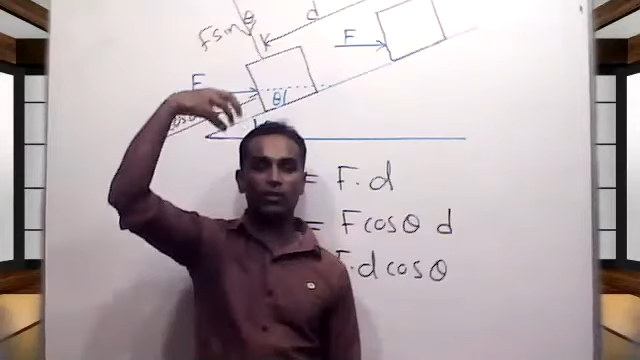 d
F sinθ
F
F
θ
= F·d
= F cosθ d
F·d cosθ